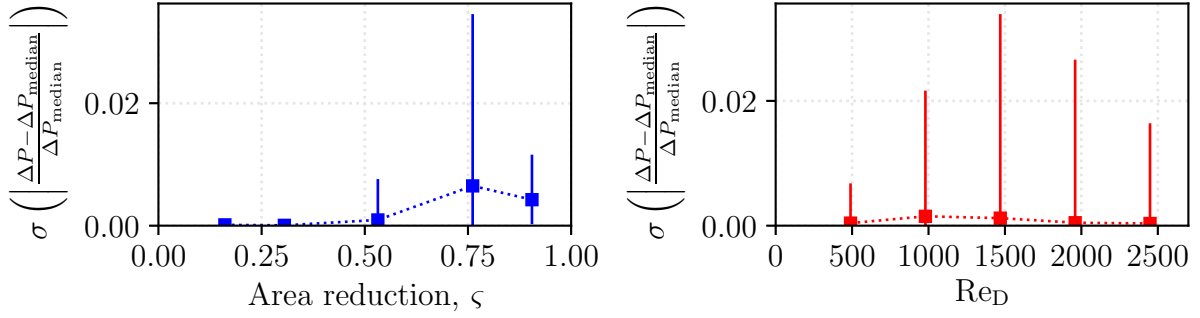 σ (|ΔP−ΔP_median / ΔP_median|)
0.02
0.00
0.00 0.25 0.50 0.75 1.00
Area reduction, ς
σ (|ΔP−ΔP_median / ΔP_median|)
0.02
0.00
0 500 1000 1500 2000 2500
Re_D